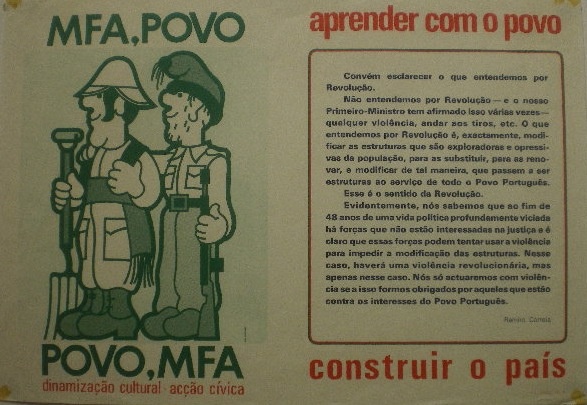 MFA, POVO
POVO, MFA
dinamização cultural - acção cívica
aprender com o povo
Convém esclarecer o que entendemos por
Revolução.
Não entendemos por Revolução — e o nosso
Primeiro-Ministro tem afirmado isso várias vezes —
qualquer violência, andar aos tiros, etc. O que
entendemos por Revolução é, exactamente, modi-
ficar as estruturas que são exploradoras e opressi-
vas da população, para as substituir, para as reno-
var, e modificar de tal maneira, que passem a ser
estruturas ao serviço de todo o Povo Português.
Esse é o sentido da Revolução.
Evidentemente, nós sabemos que ao fim de
48 anos de uma vida política profundamente viciada
há forças que não estão interessadas na justiça e é
claro que essas forças podem tentar usar a violência
para impedir a modificação das estruturas. Nesse
caso, haverá uma violência revolucionária, mas
apenas nesse caso. Nós só actuaremos com violên-
cia se a isso formos obrigados por aqueles que estão
contra os interesses do Povo Português.
Ramiro Correia
construir o país